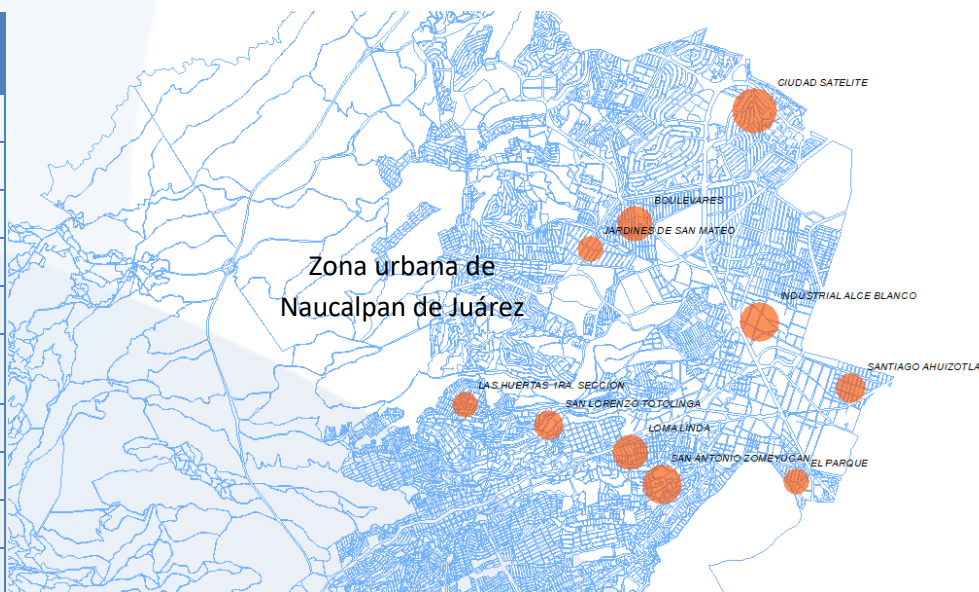 CIUDAD SATELITE
BOULEVARES
JARDINES DE SAN MATEO
Zona urbana de
Naucalpan de Juárez
INDUSTRIAL ALCE BLANCO
SANTIAGO AHUIZOTLA
LAS HUERTAS 1RA. SECCION
SAN LORENZO TOTOLINGA
LOMA LINDA
SAN ANTONIO ZOMEYUCAN
EL PARQUE